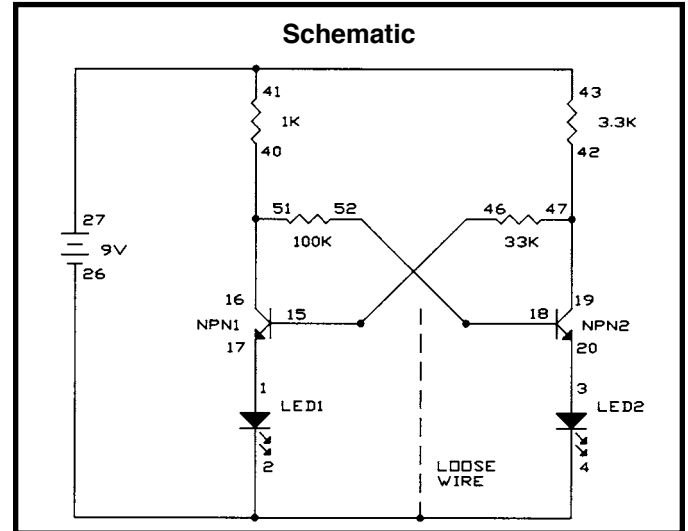 Schematic
41
1K
40
43
3.3K
42
27
9V
26
51 52
100K
46 47
33K
16
15
NPN1
17
19
18
NPN2
20
1
LED1
2
3
LED2
4
LOOSE
WIRE